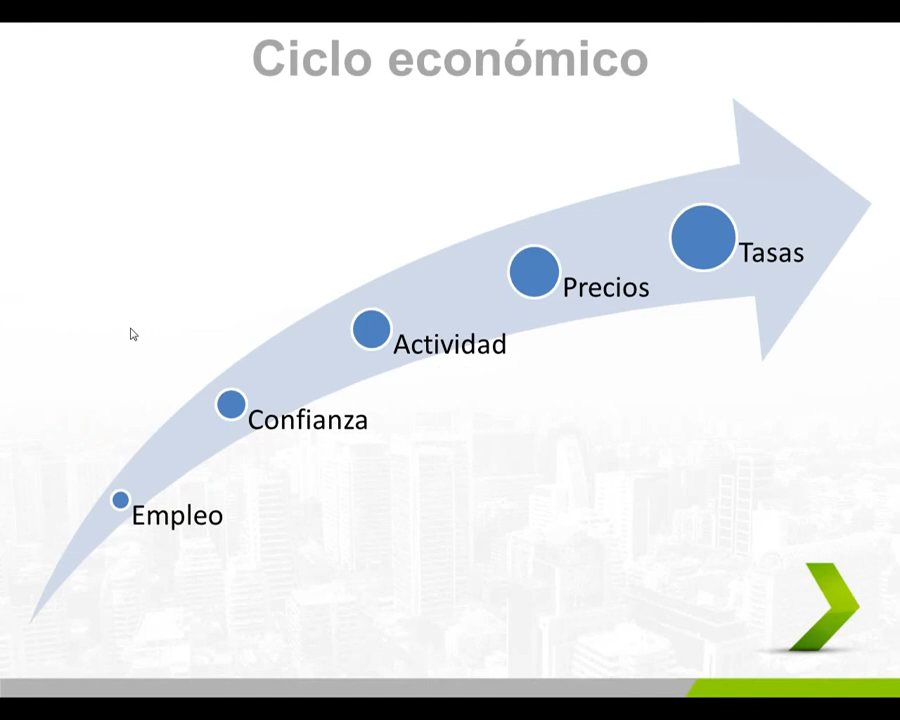 Ciclo económico
Tasas
Precios
Actividad
Confianza
Empleo